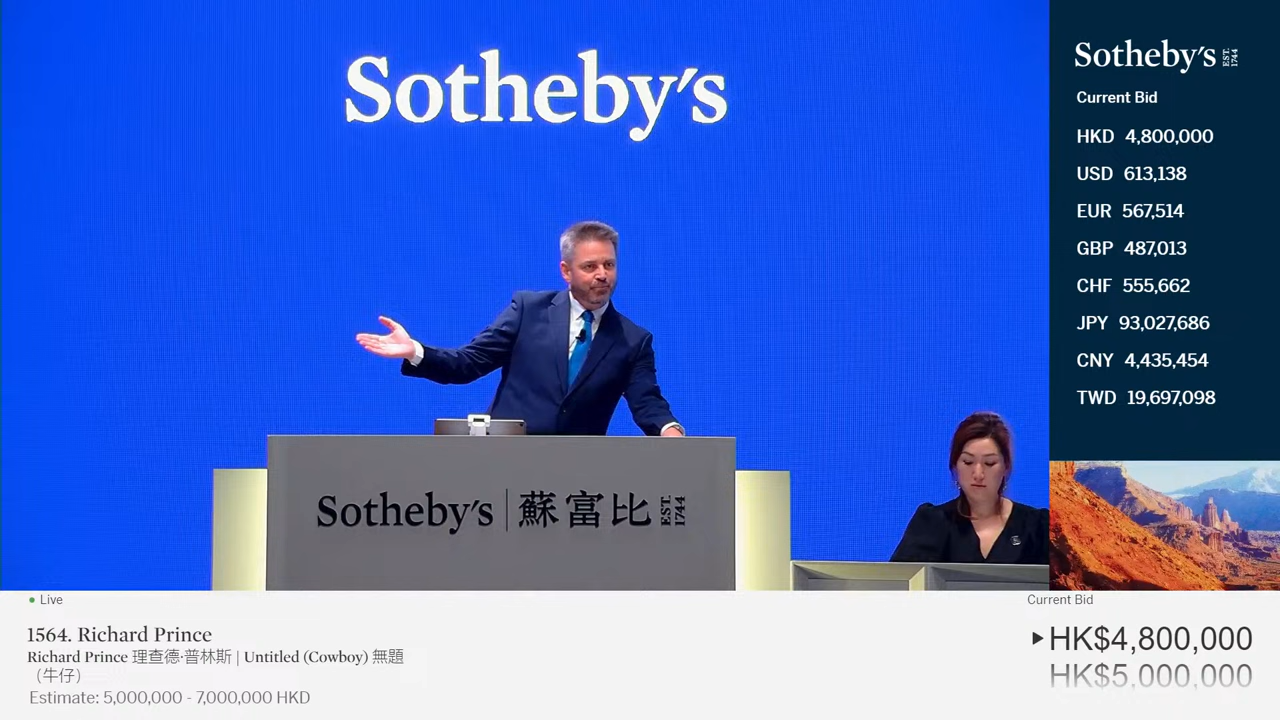 Sotheby's
Sotheby's | 蘇富比 EST. 1744
Sotheby's EST. 1744
Current Bid
HKD 4,800,000
USD 613,138
EUR 567,514
GBP 487,013
CHF 555,662
JPY 93,027,686
CNY 4,435,454
TWD 19,697,098
Live
1564. Richard Prince
Richard Prince 理查德·普林斯 | Untitled (Cowboy) 無題
（牛仔）
Estimate: 5,000,000 - 7,000,000 HKD
Current Bid
HK$4,800,000
HK$5,000,000